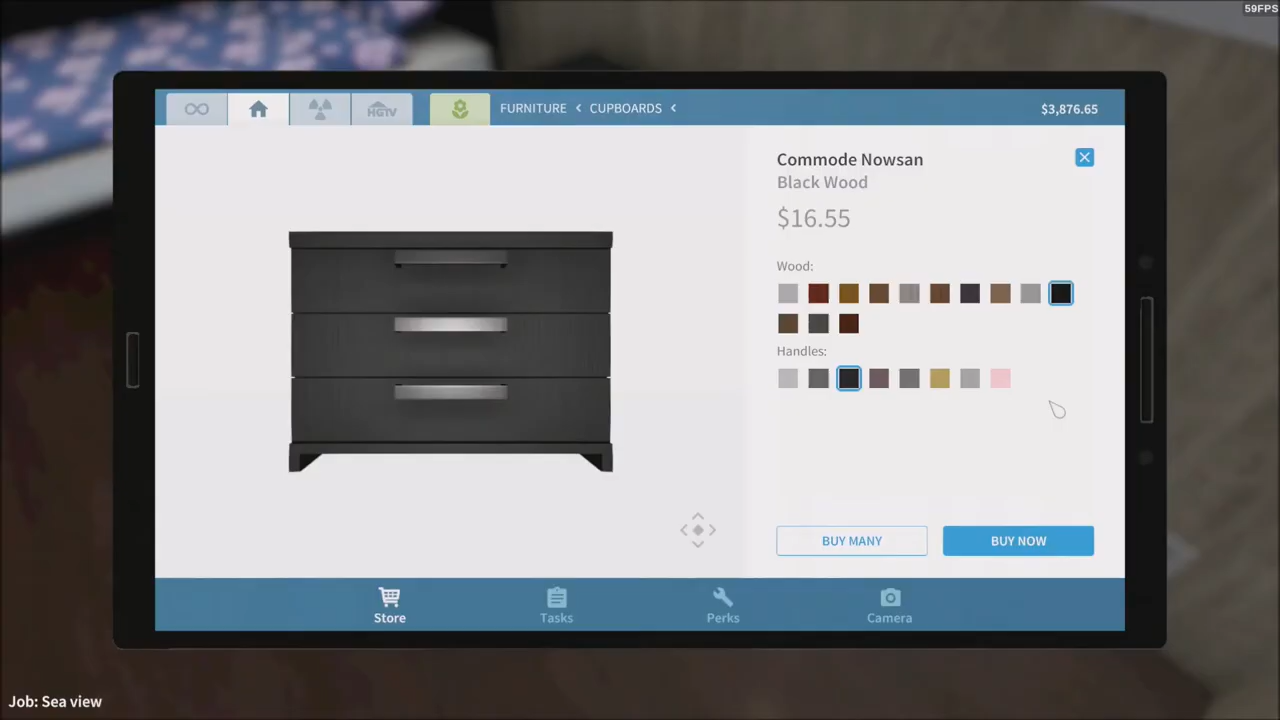 59FPS
HGTV
FURNITURE < CUPBOARDS <
$3,876.65
Commode Nowsan
Black Wood
$16.55
Wood:
Handles:
BUY MANY
BUY NOW
Store
Tasks
Perks
Camera
Job: Sea view